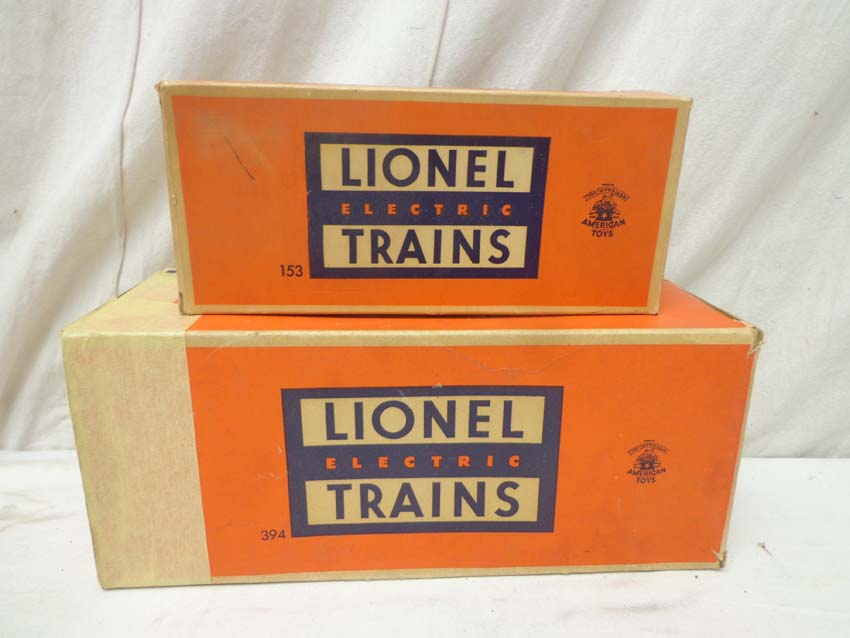 LIONEL
ELECTRIC
TRAINS
153
AMERICAN
TOYS
LIONEL
ELECTRIC
TRAINS
394
AMERICAN
TOYS